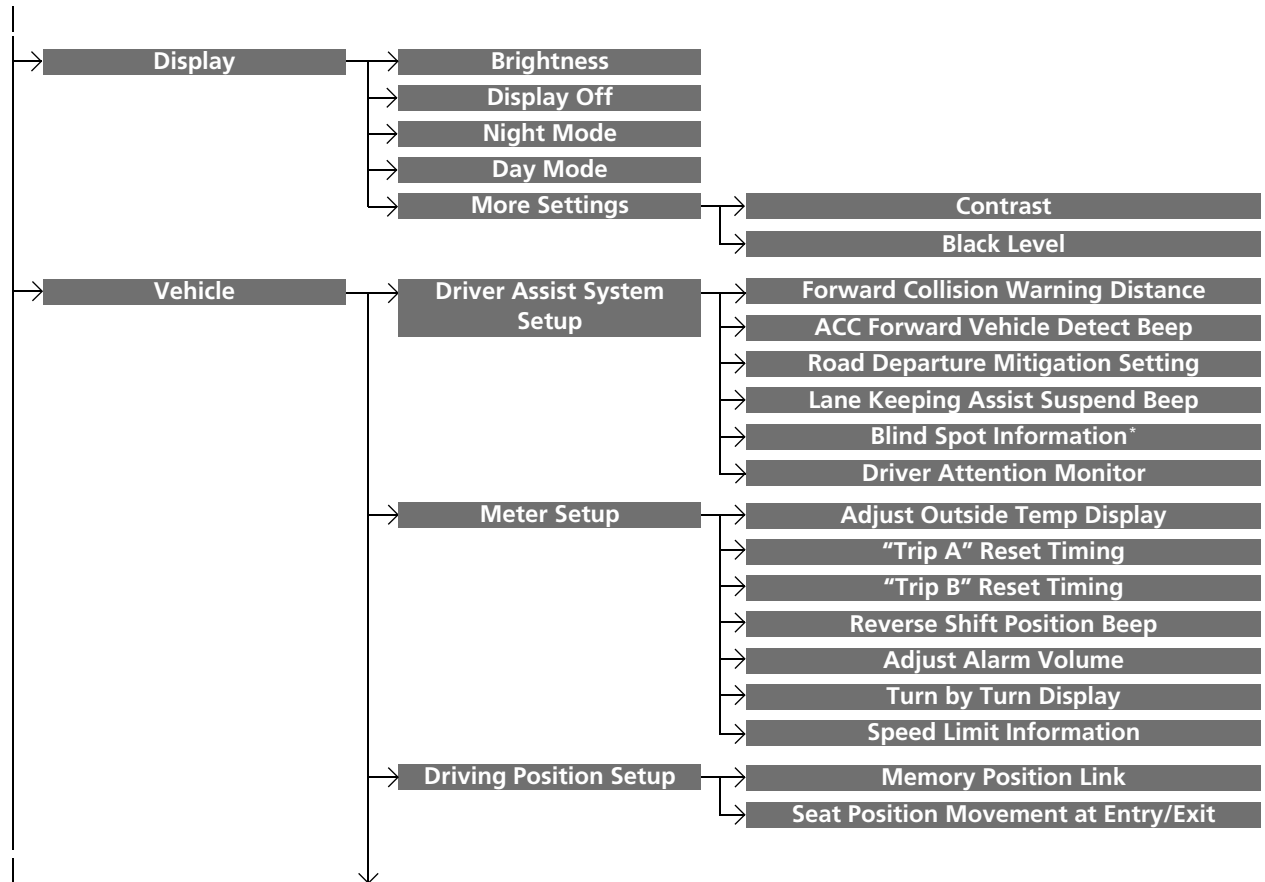 Display
Brightness
Display Off
Night Mode
Day Mode
More Settings
Contrast
Black Level
Vehicle
Driver Assist System
Setup
Forward Collision Warning Distance
ACC Forward Vehicle Detect Beep
Road Departure Mitigation Setting
Lane Keeping Assist Suspend Beep
Blind Spot Information*
Driver Attention Monitor
Meter Setup
Adjust Outside Temp Display
“Trip A” Reset Timing
“Trip B” Reset Timing
Reverse Shift Position Beep
Adjust Alarm Volume
Turn by Turn Display
Speed Limit Information
Driving Position Setup
Memory Position Link
Seat Position Movement at Entry/Exit